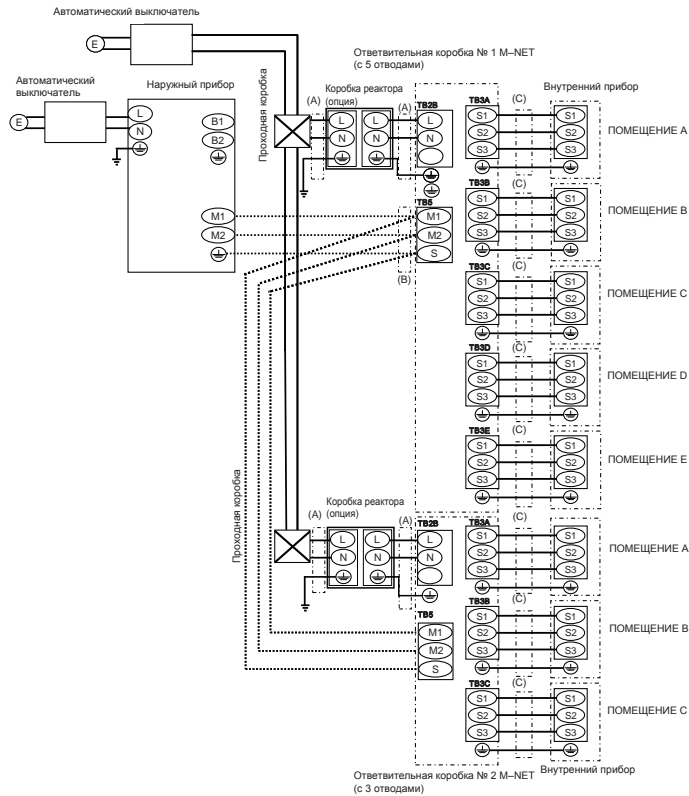 Автоматический выключатель
E
Ответвительная коробка № 1 M–NET
(с 5 отводами)
Автоматический
выключатель
Наружный прибор
Проходная коробка
Коробка реактора
(опция)
Внутренний прибор
(A)
(A)
TB2B
TB3A
(C)
E
L
N
B1
B2
L
N
L
N
L
N
S1
S2
S3
S1
S2
S3
ПОМЕЩЕНИЕ A
TB3B
(C)
S1
S2
S3
S1
S2
S3
ПОМЕЩЕНИЕ B
TB5
M1
M2
M1
M2
S
(B)
TB3C
(C)
S1
S2
S3
S1
S2
S3
ПОМЕЩЕНИЕ C
TB3D
(C)
S1
S2
S3
S1
S2
S3
ПОМЕЩЕНИЕ D
TB3E
(C)
S1
S2
S3
S1
S2
S3
ПОМЕЩЕНИЕ E
Проходная коробка
Коробка реактора
(опция)
(A)
(A)
TB2B
TB3A
(C)
L
N
L
N
L
N
S1
S2
S3
S1
S2
S3
ПОМЕЩЕНИЕ A
TB3B
(C)
S1
S2
S3
S1
S2
S3
ПОМЕЩЕНИЕ B
TB5
M1
M2
S
TB3C
(C)
S1
S2
S3
S1
S2
S3
ПОМЕЩЕНИЕ C
Внутренний прибор
Ответвительная коробка № 2 M–NET
(с 3 отводами)